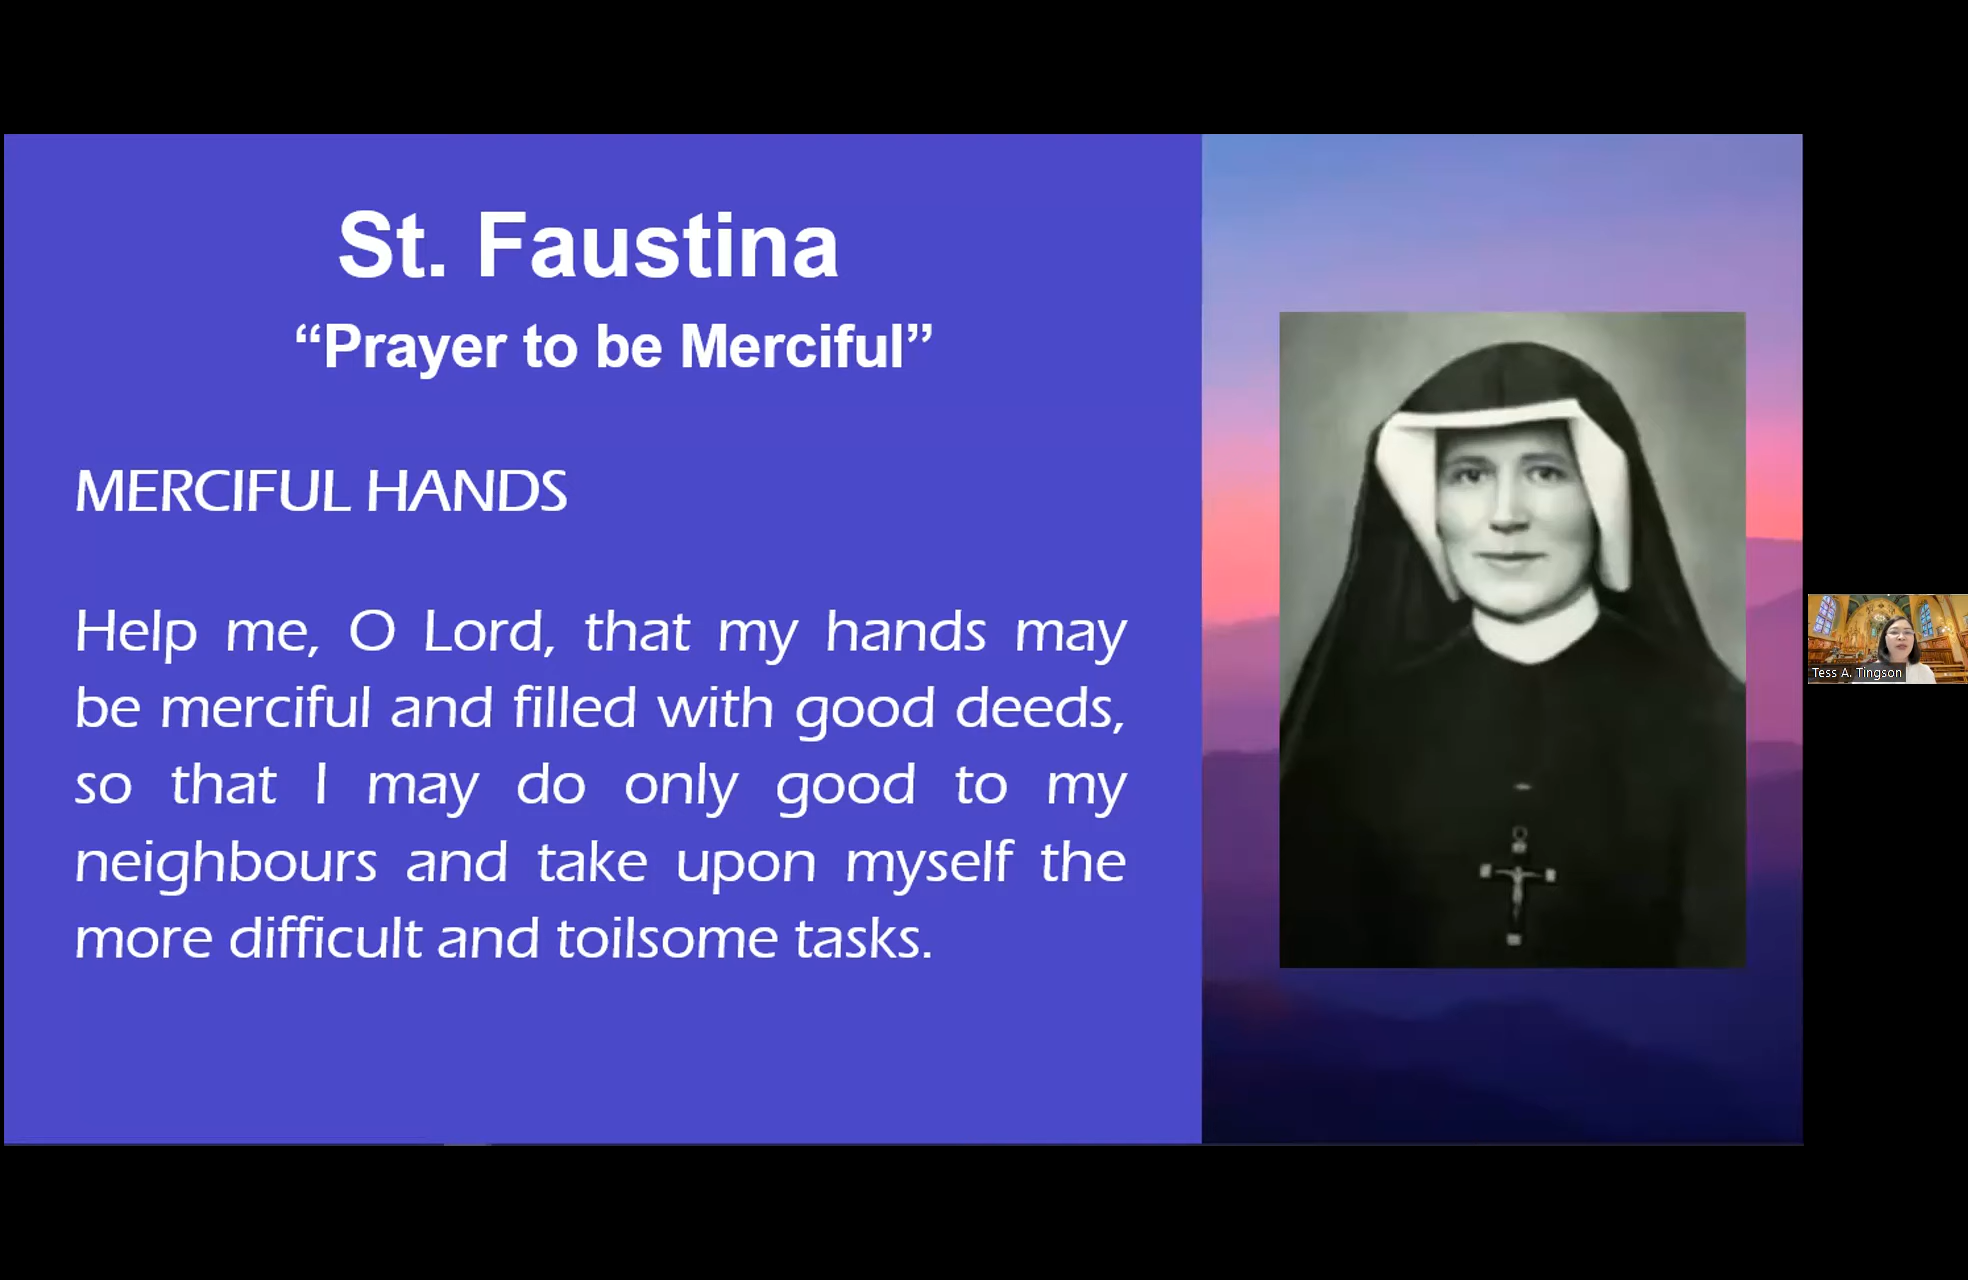 St. Faustina
“Prayer to be Merciful”
MERCIFUL HANDS
Help me, O Lord, that my hands may
be merciful and filled with good deeds,
so that I may do only good to my
neighbours and take upon myself the
more difficult and toilsome tasks.
Tess A. Tingson